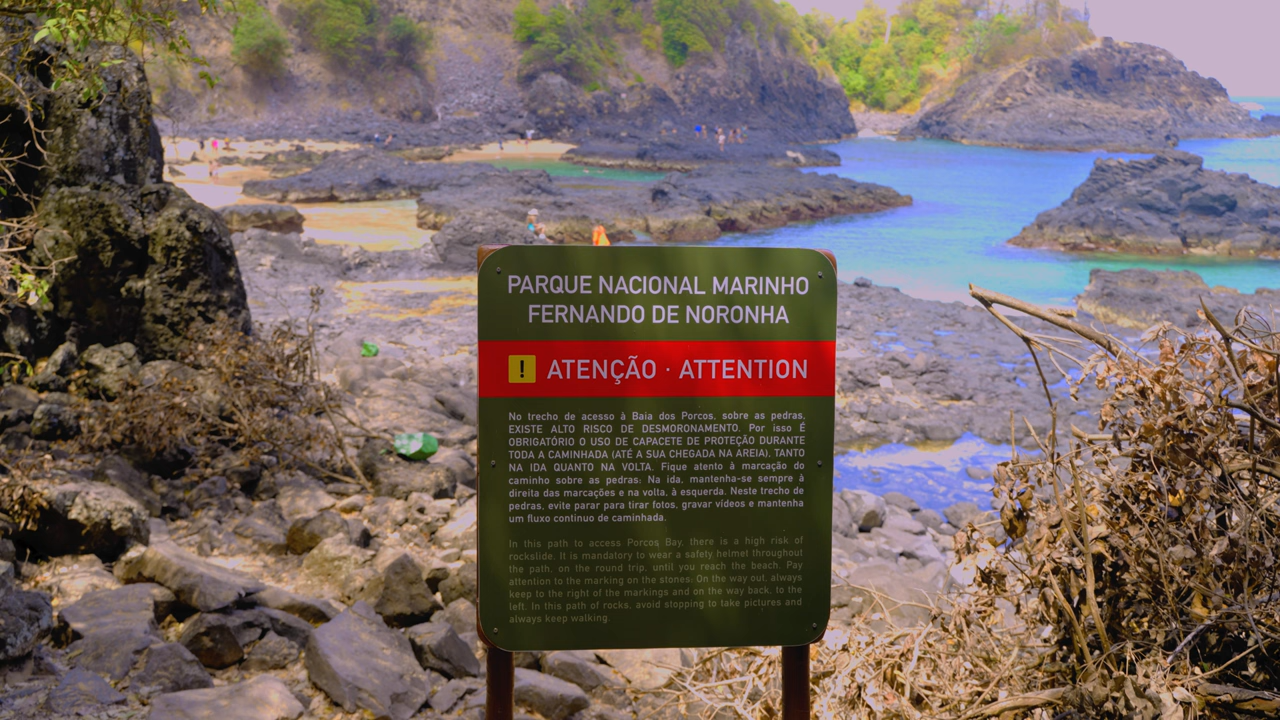 PARQUE NACIONAL MARINHO
FERNANDO DE NORONHA
! ATENÇÃO · ATTENTION
No trecho de acesso à Baia dos Porcos, sobre as pedras,
EXISTE ALTO RISCO DE DESMORONAMENTO. Por isso É
OBRIGATÓRIO O USO DE CAPACETE DE PROTEÇÃO DURANTE
TODA A CAMINHADA (ATÉ A SUA CHEGADA NA AREIA), TANTO
NA IDA QUANTO NA VOLTA. Fique atento à marcação do
caminho sobre as pedras: Na ida, mantenha-se sempre à
direita das marcações e na volta, à esquerda. Neste trecho de
pedras, evite parar para tirar fotos, gravar vídeos e mantenha
um fluxo continuo de caminhada.
In this path to access Porcos Bay, there is a high risk of
rockslide. It is mandatory to wear a safety helmet throughout
the path, on the round trip, until you reach the beach. Pay
attention to the marking on the stones: On the way out, always
keep to the right of the markings and on the way back, to the
left. In this path of rocks, avoid stopping to take pictures and
always keep walking.